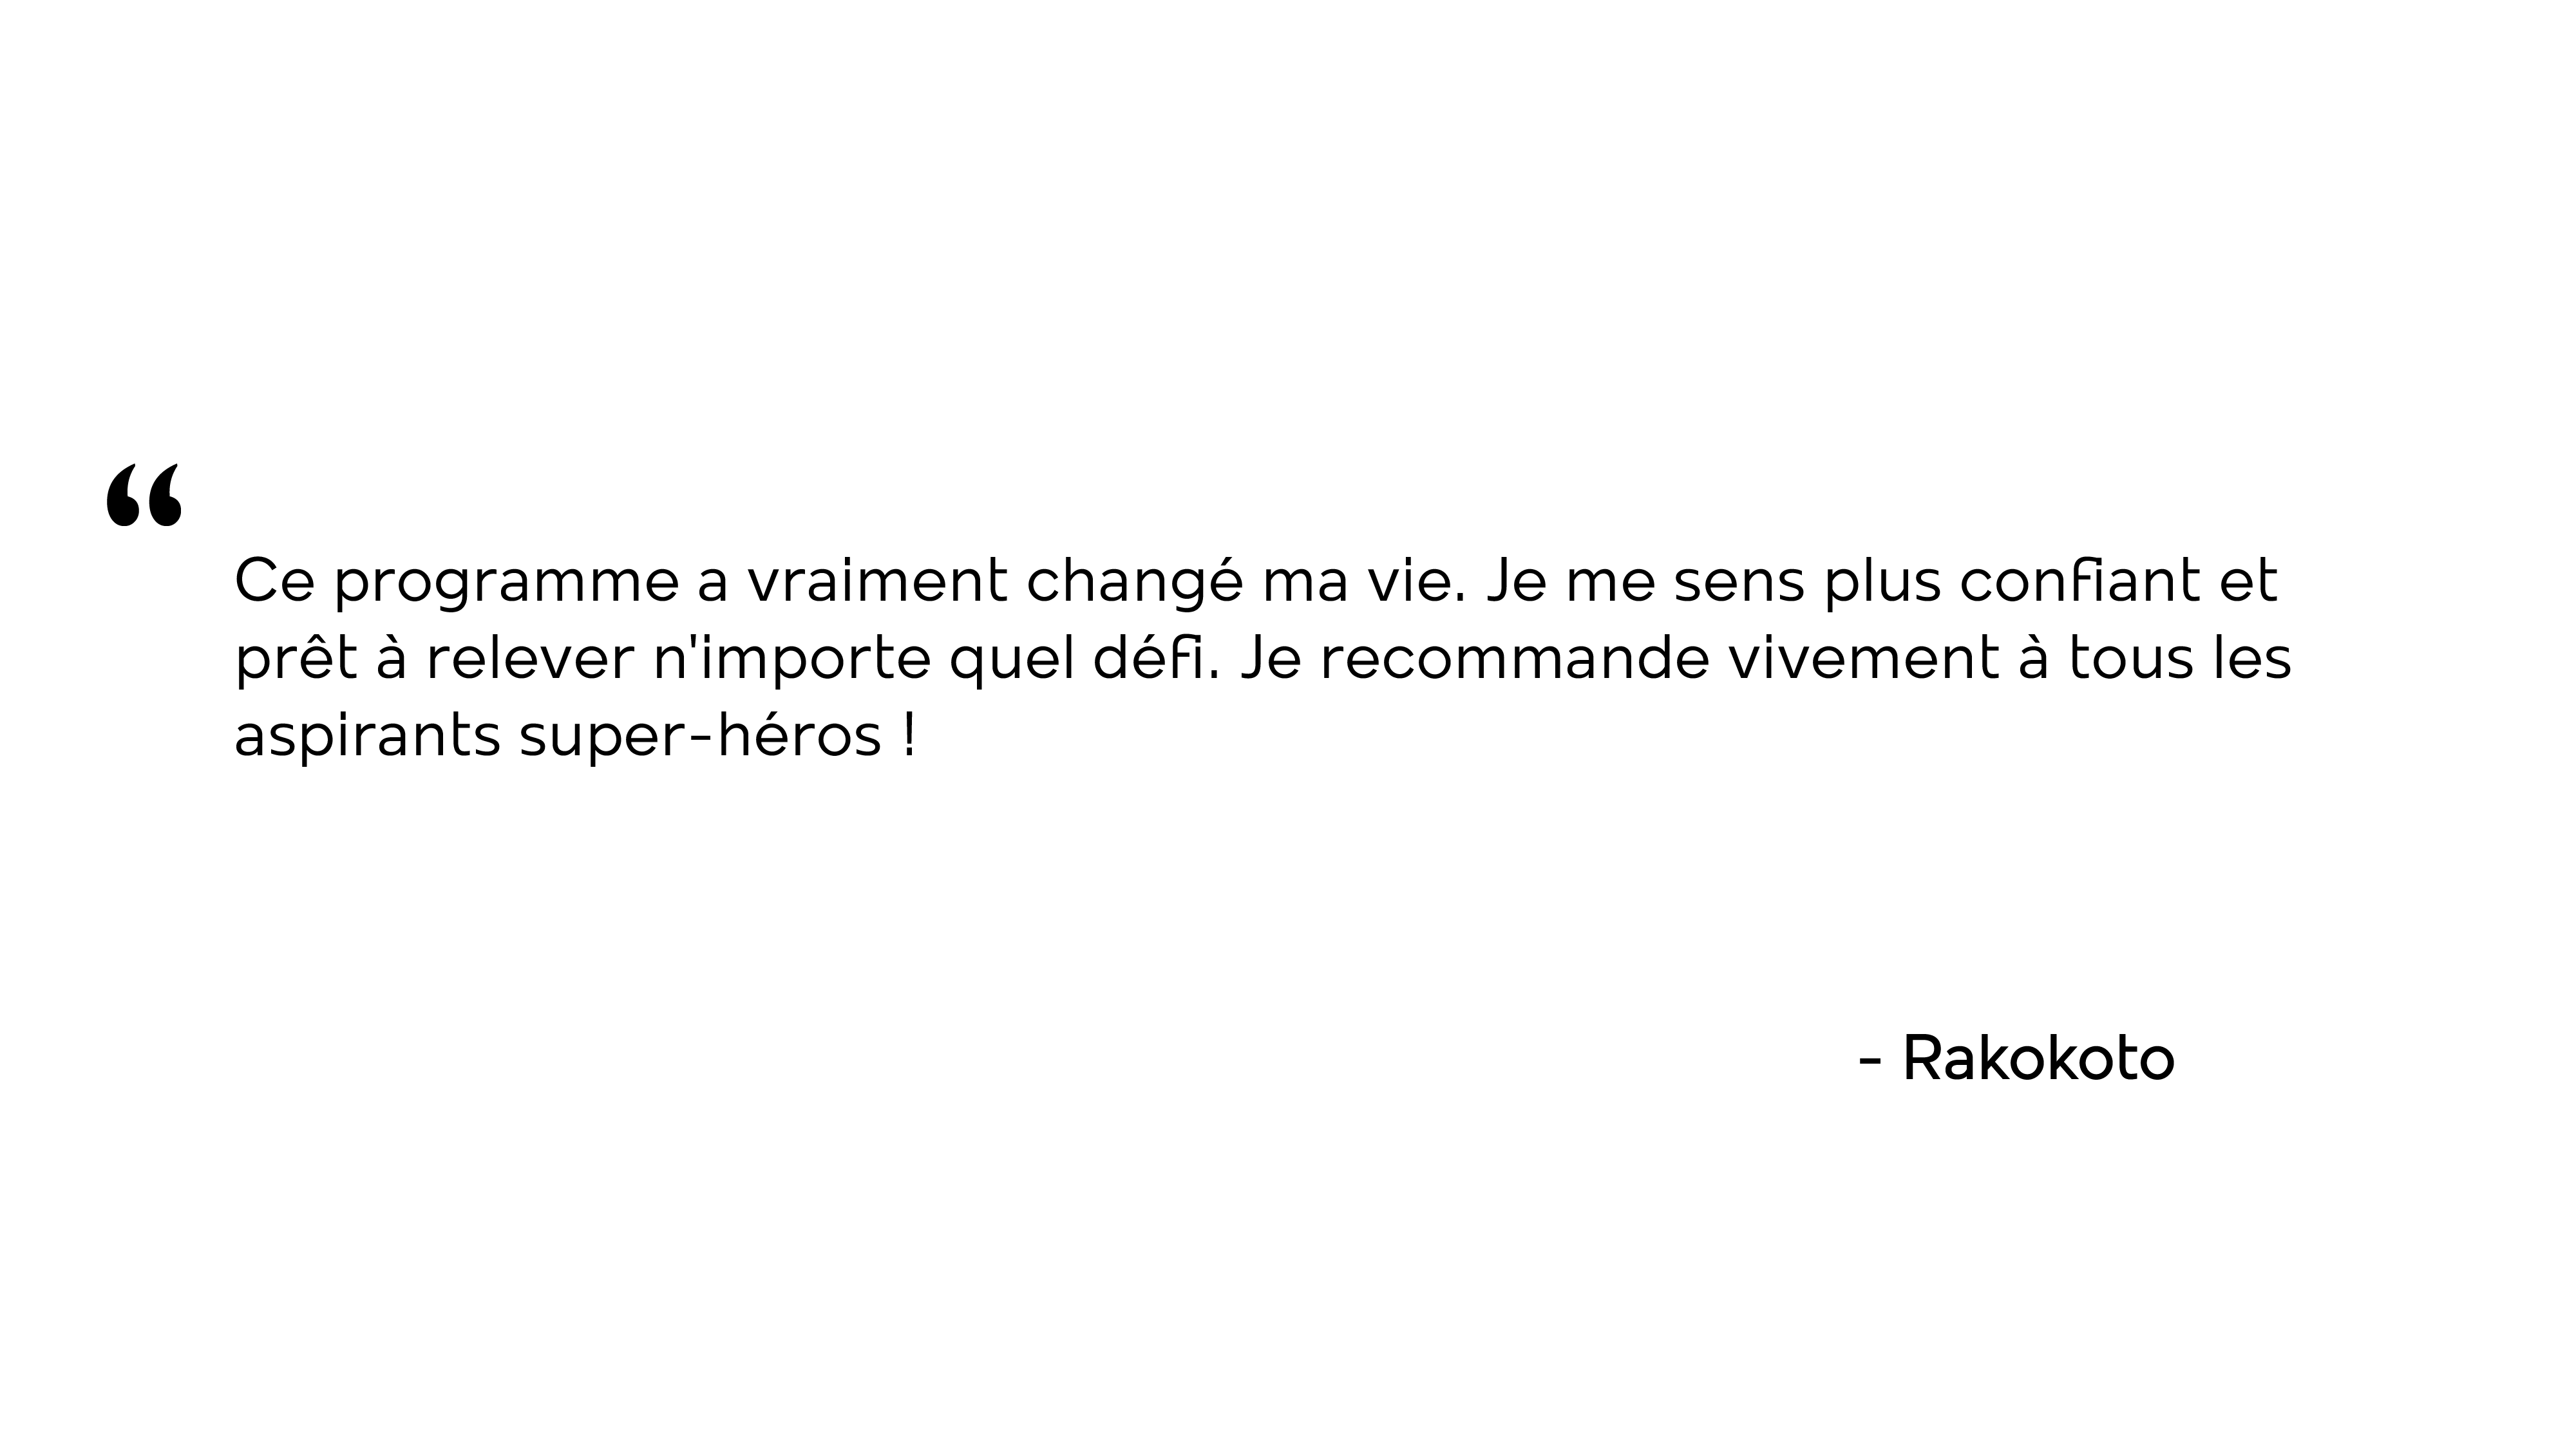 “
Ce programme a vraiment changé ma vie. Je me sens plus confiant et
prêt à relever n'importe quel défi. Je recommande vivement à tous les
aspirants super-héros !
- Rakokoto